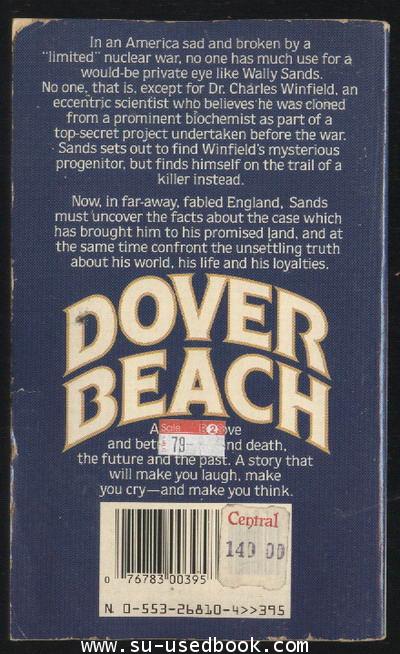 In an America sad and broken by a
"limited" nuclear war, no one has much use for a
would-be private eye like Wally Sands.
No one, that is, except for Dr. Charles Winfield, an
eccentric scientist who believes he was cloned
from a prominent biochemist as part of a
top-secret project undertaken before the war.
Sands sets out to find Winfield's mysterious
progenitor, but finds himself on the trail of a
killer instead.
Now, in far-away, fabled England, Sands
must uncover the facts about the case which
has brought him to his promised land, and at
the same time confront the unsettling truth
about his world, his life and his loyalties.
DOVER
BEACH
Sale 2
79-
and death,
the future and the past. A story that
will make you laugh, make
you cry—and make you think.
Central
140 00
0 76783 00395
N 0-553-26810-4>>395
www.su-usedbook.com